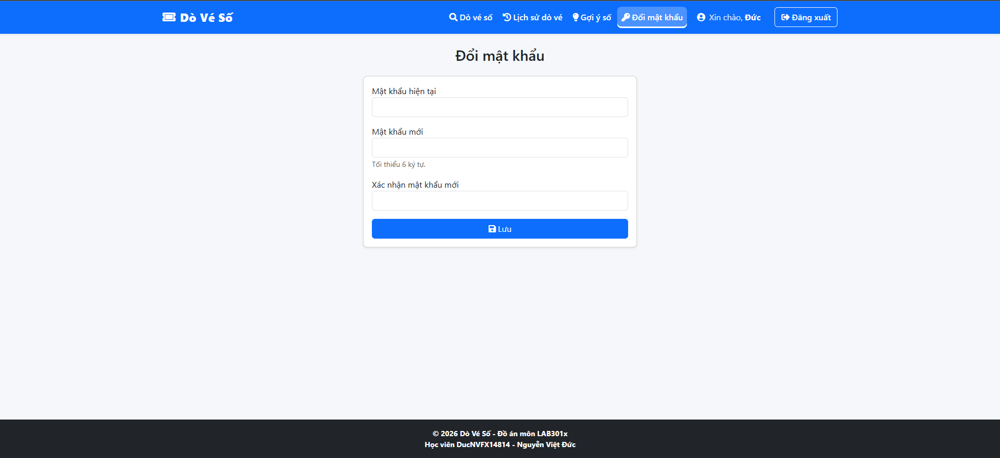 Dò Vé Số
Dò vé số
Lịch sử dò vé
Gợi ý số
Đổi mật khẩu
Xin chào, Đức
Đăng xuất
Đổi mật khẩu
Mật khẩu hiện tại
Mật khẩu mới
Tối thiểu 6 ký tự.
Xác nhận mật khẩu mới
Lưu
© 2026 Dò Vé Số - Đồ án môn LAB301x
Học viên DucNVFX14814 - Nguyễn Việt Đức